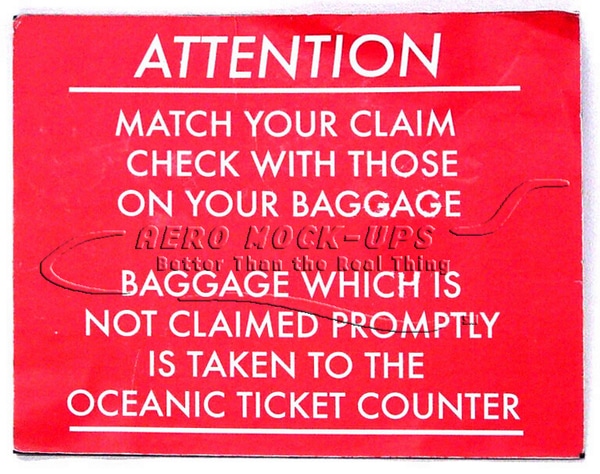 ATTENTION
MATCH YOUR CLAIM
CHECK WITH THOSE
ON YOUR BAGGAGE
AERO MOCK-UPS
Better Than the Real Thing
BAGGAGE WHICH IS
NOT CLAIMED PROMPTLY
IS TAKEN TO THE
OCEANIC TICKET COUNTER